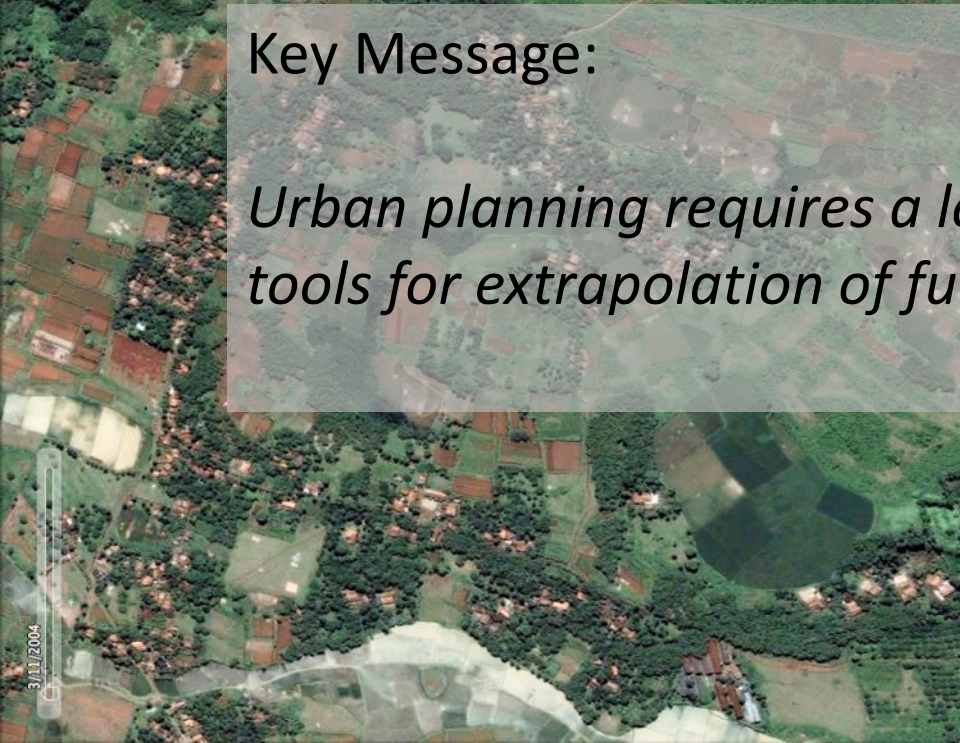 Key Message:
Urban planning requires a
tools for extrapolation of
3/11/2004